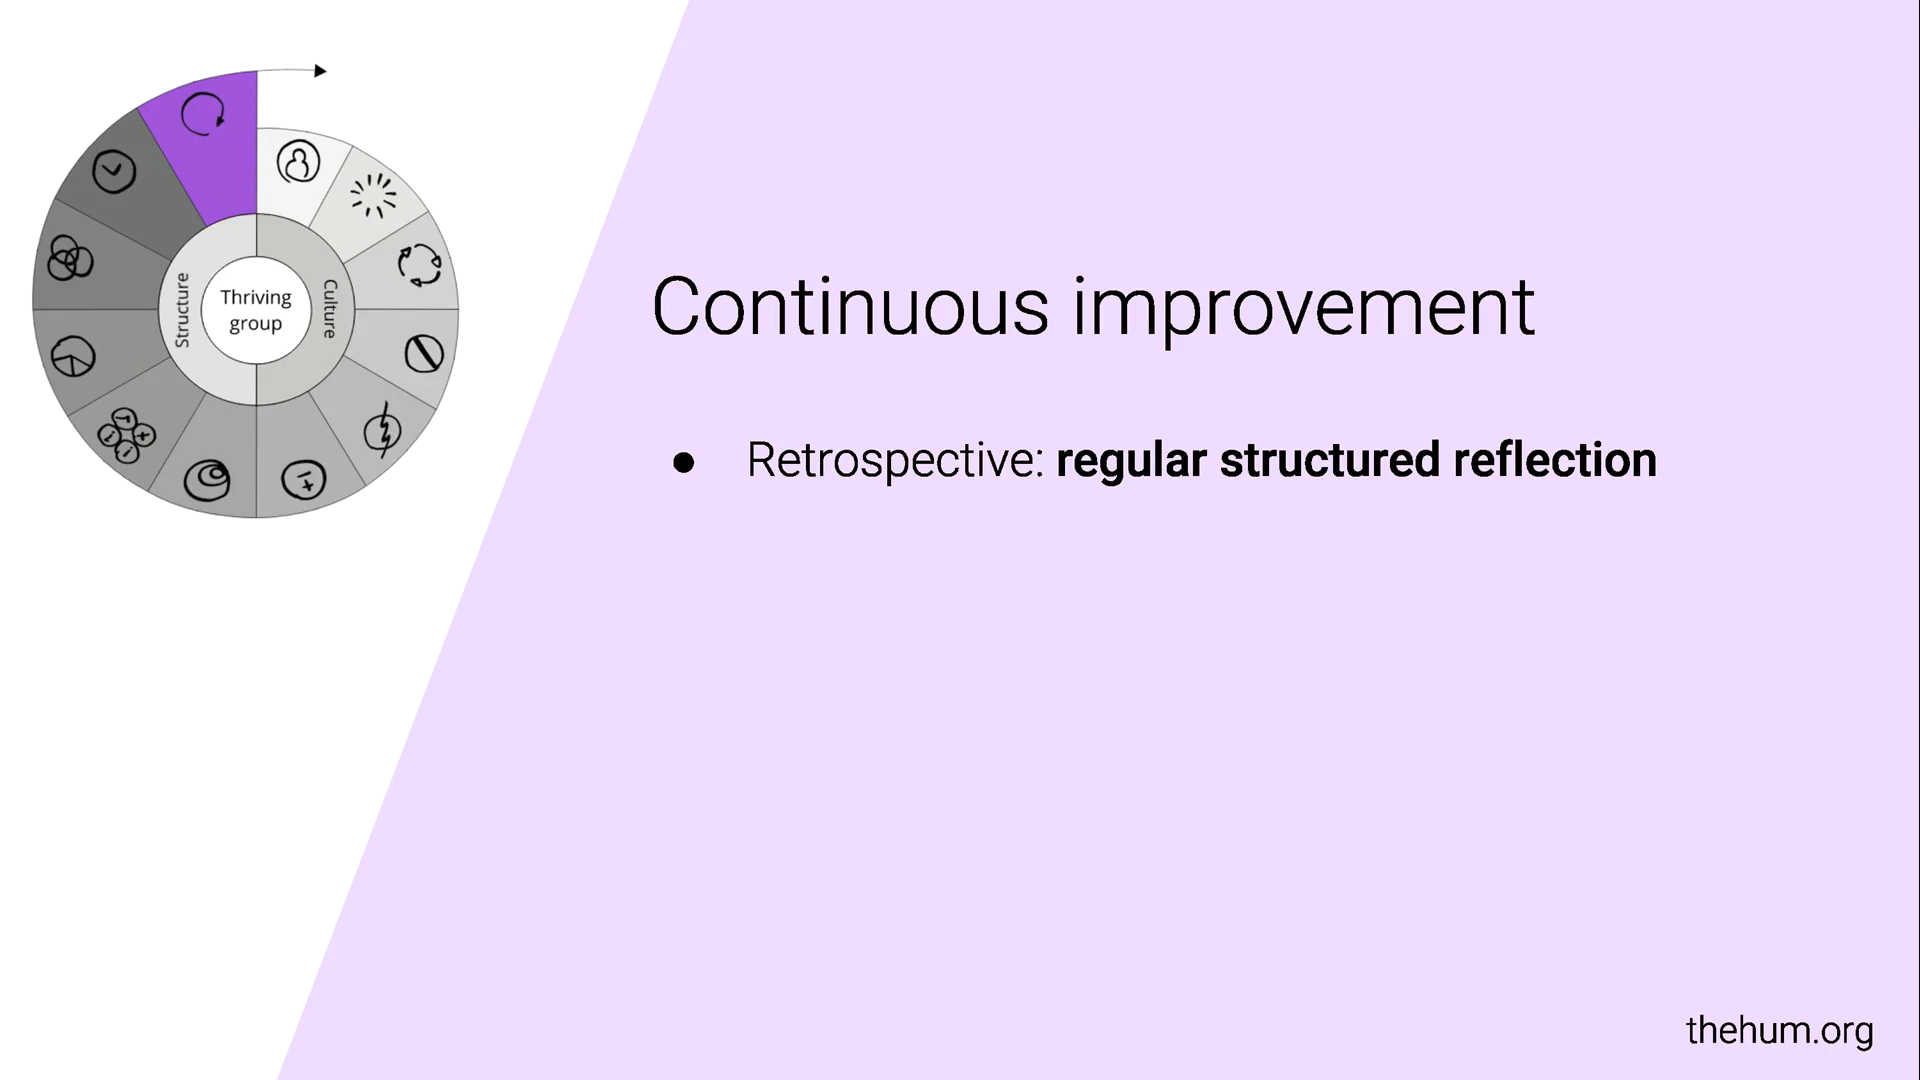 Thriving
group
Structure
Culture
Continuous improvement
● Retrospective: regular structured reflection
thehum.org